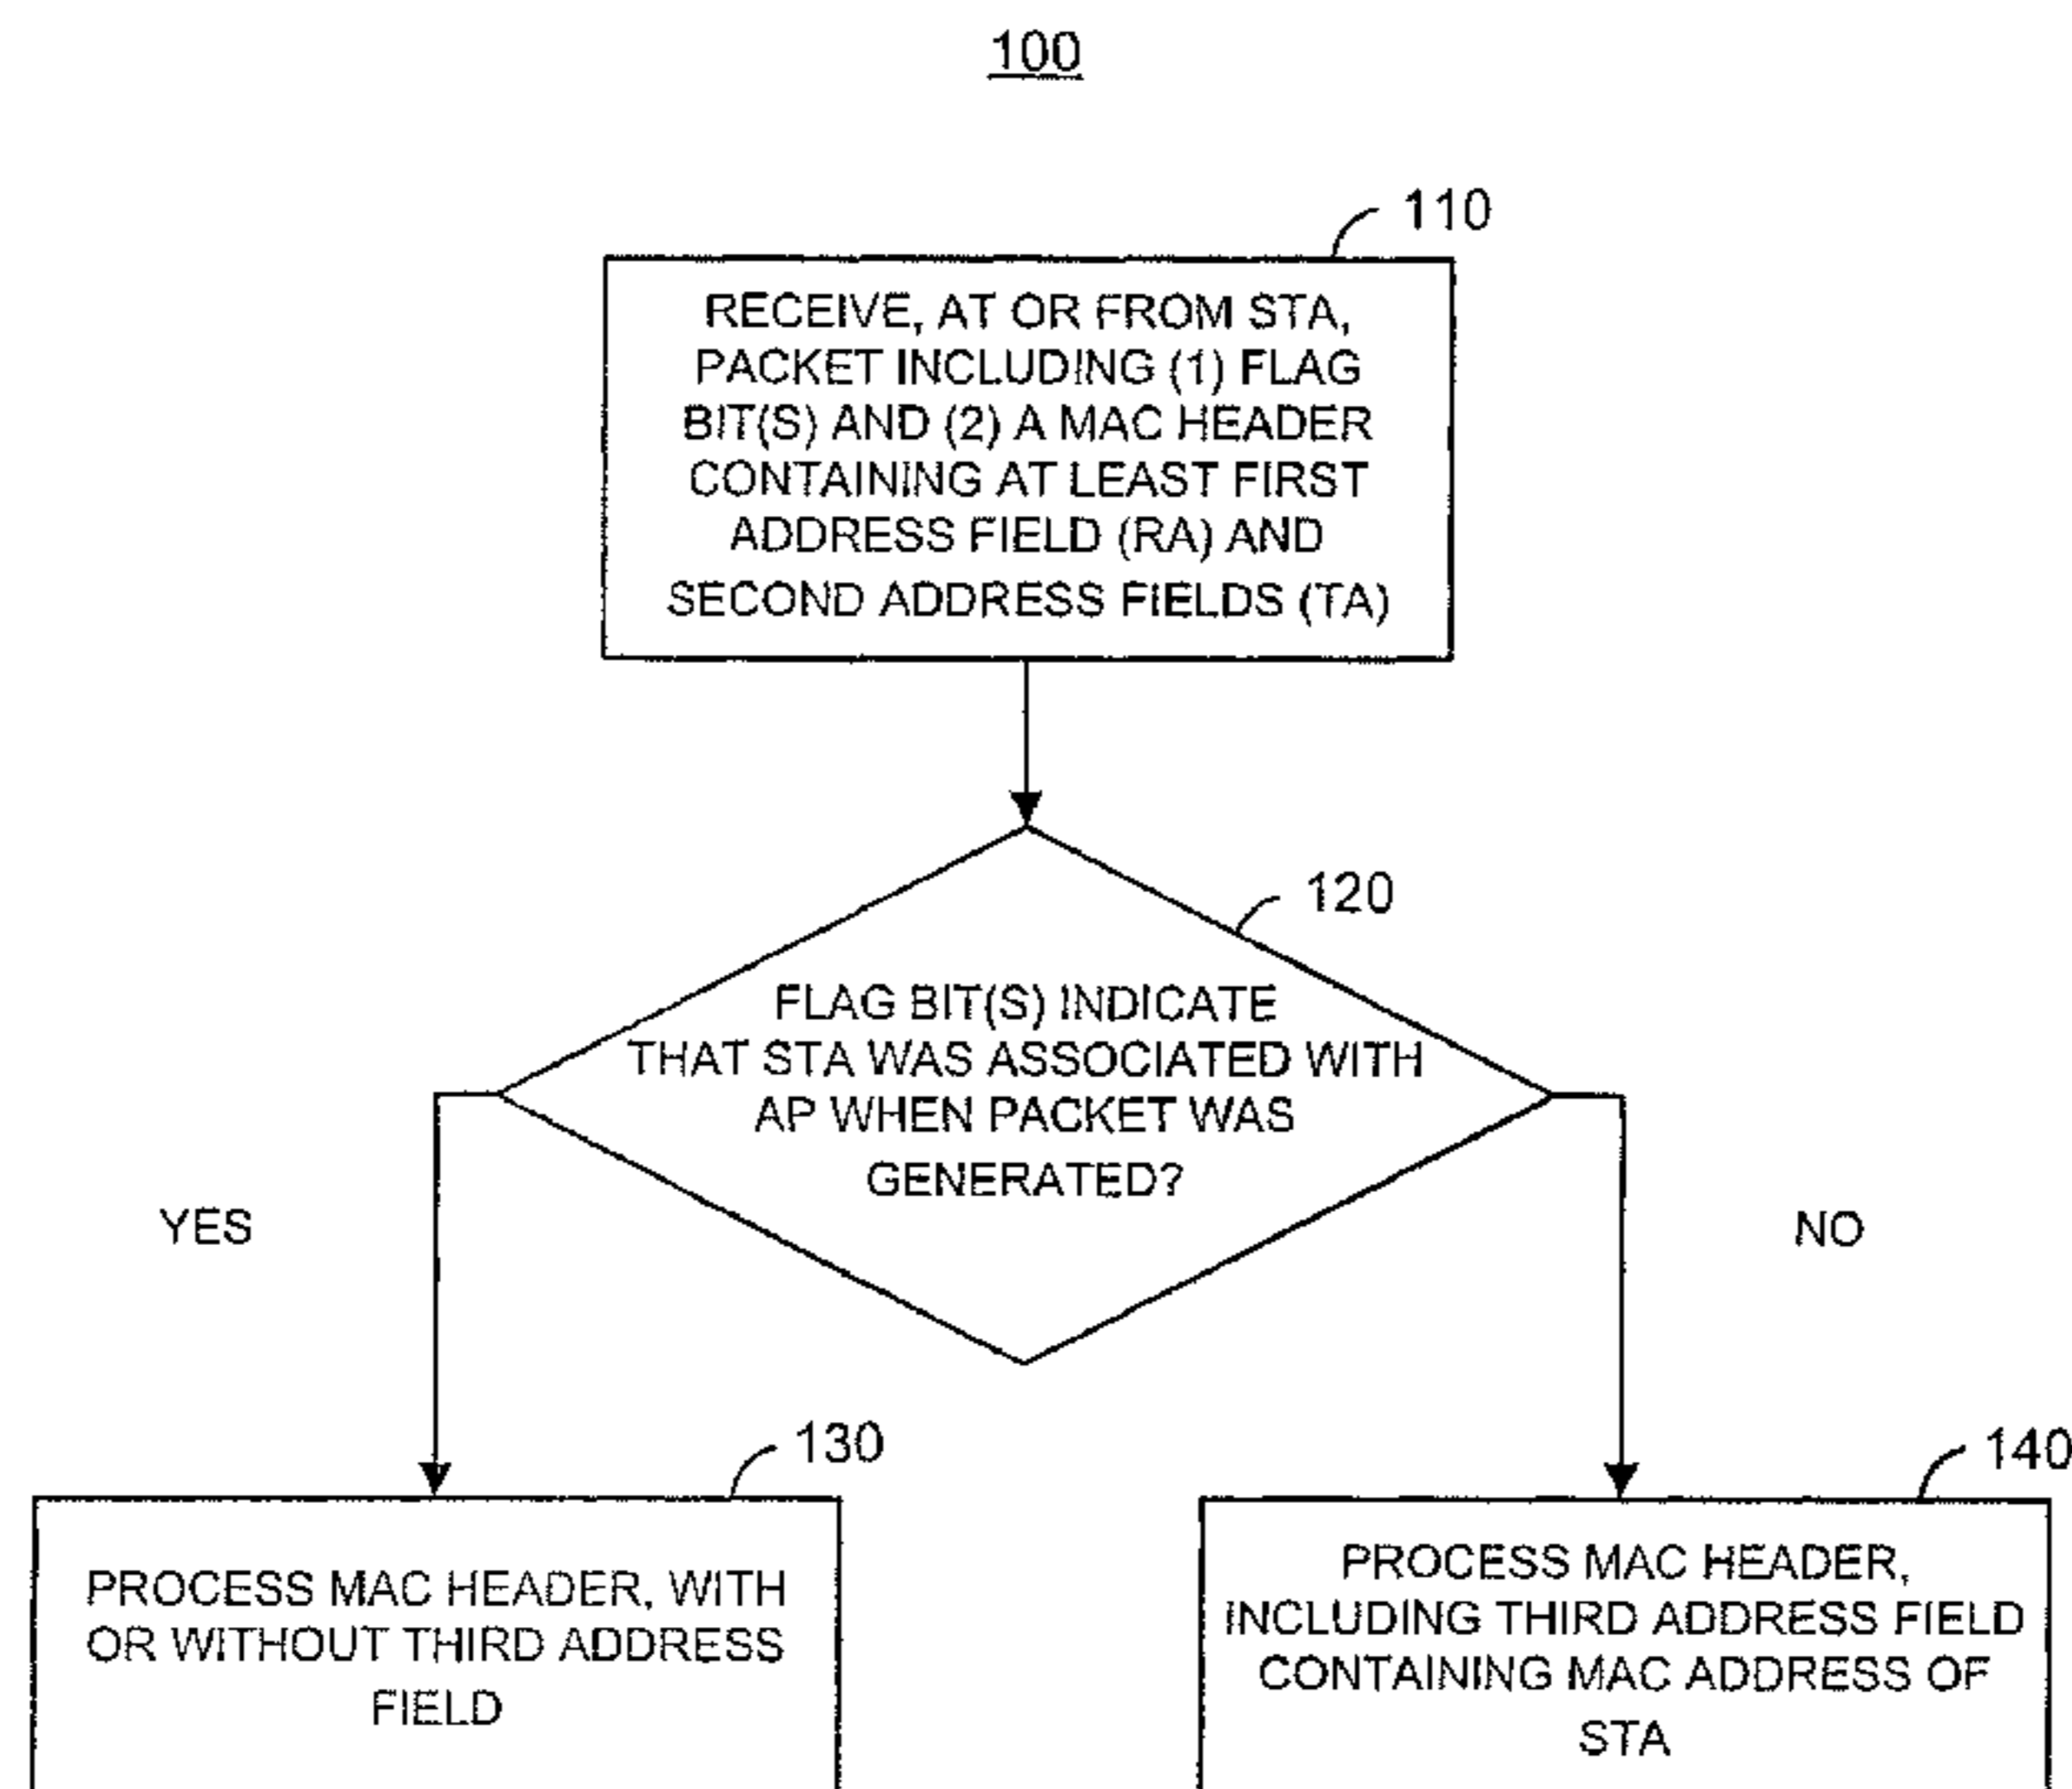 100
110
RECEIVE, AT OR FROM STA,
PACKET INCLUDING (1) FLAG
BIT(S) AND (2) A MAC HEADER
CONTAINING AT LEAST FIRST
ADDRESS FIELD (RA) AND
SECOND ADDRESS FIELDS (TA)
120
FLAG BIT(S) INDICATE
THAT STA WAS ASSOCIATED WITH
AP WHEN PACKET WAS
GENERATED?
YES
NO
130
PROCESS MAC HEADER, WITH
OR WITHOUT THIRD ADDRESS
FIELD
140
PROCESS MAC HEADER,
INCLUDING THIRD ADDRESS FIELD
CONTAINING MAC ADDRESS OF
STA